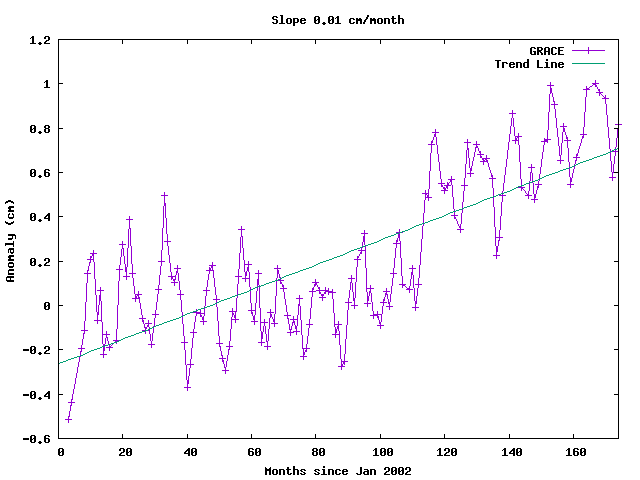 Slope 0.01 cm/month
GRACE
Trend Line
Anomaly (cm)
1.2
1
0.8
0.6
0.4
0.2
0
-0.2
-0.4
-0.6
0 20 40 60 80 100 120 140 160
Months since Jan 2002